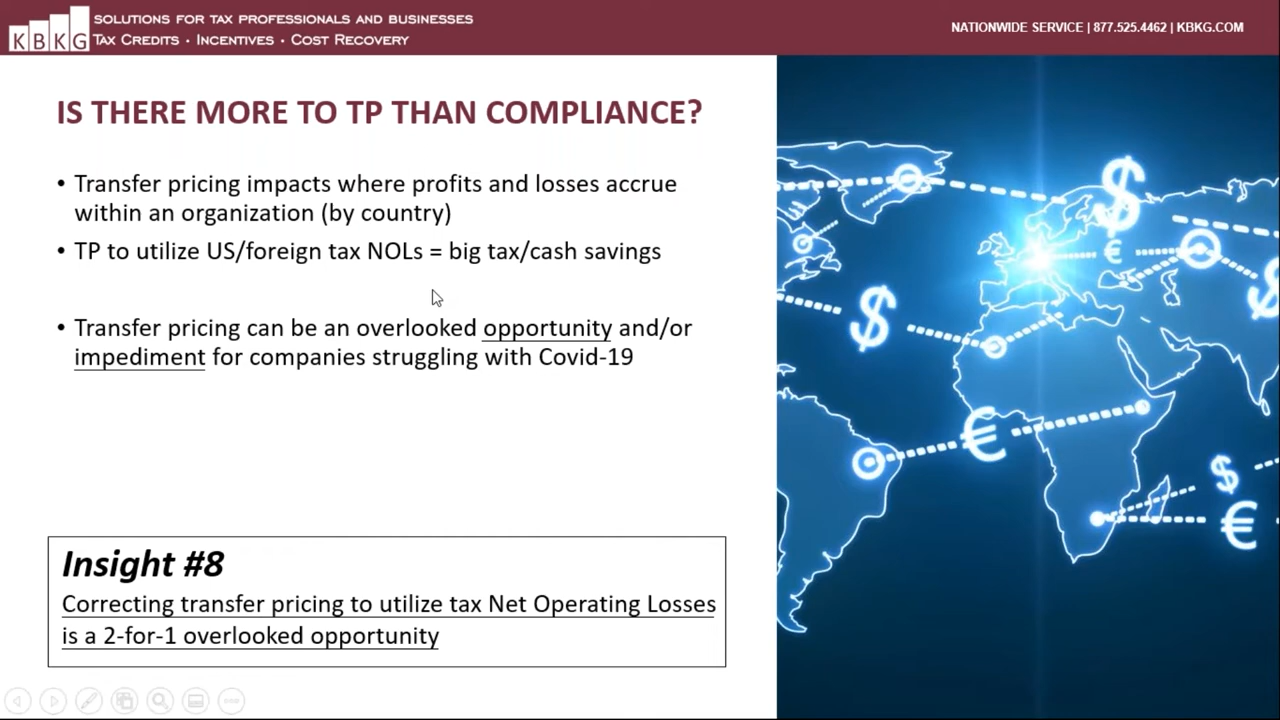 KBKG
SOLUTIONS FOR TAX PROFESSIONALS AND BUSINESSES
TAX CREDITS · INCENTIVES · COST RECOVERY
NATIONWIDE SERVICE | 877.525.4462 | KBKG.COM
IS THERE MORE TO TP THAN COMPLIANCE?
• Transfer pricing impacts where profits and losses accrue
within an organization (by country)
• TP to utilize US/foreign tax NOLs = big tax/cash savings
• Transfer pricing can be an overlooked opportunity and/or
impediment for companies struggling with Covid-19
Insight #8
Correcting transfer pricing to utilize tax Net Operating Losses
is a 2-for-1 overlooked opportunity